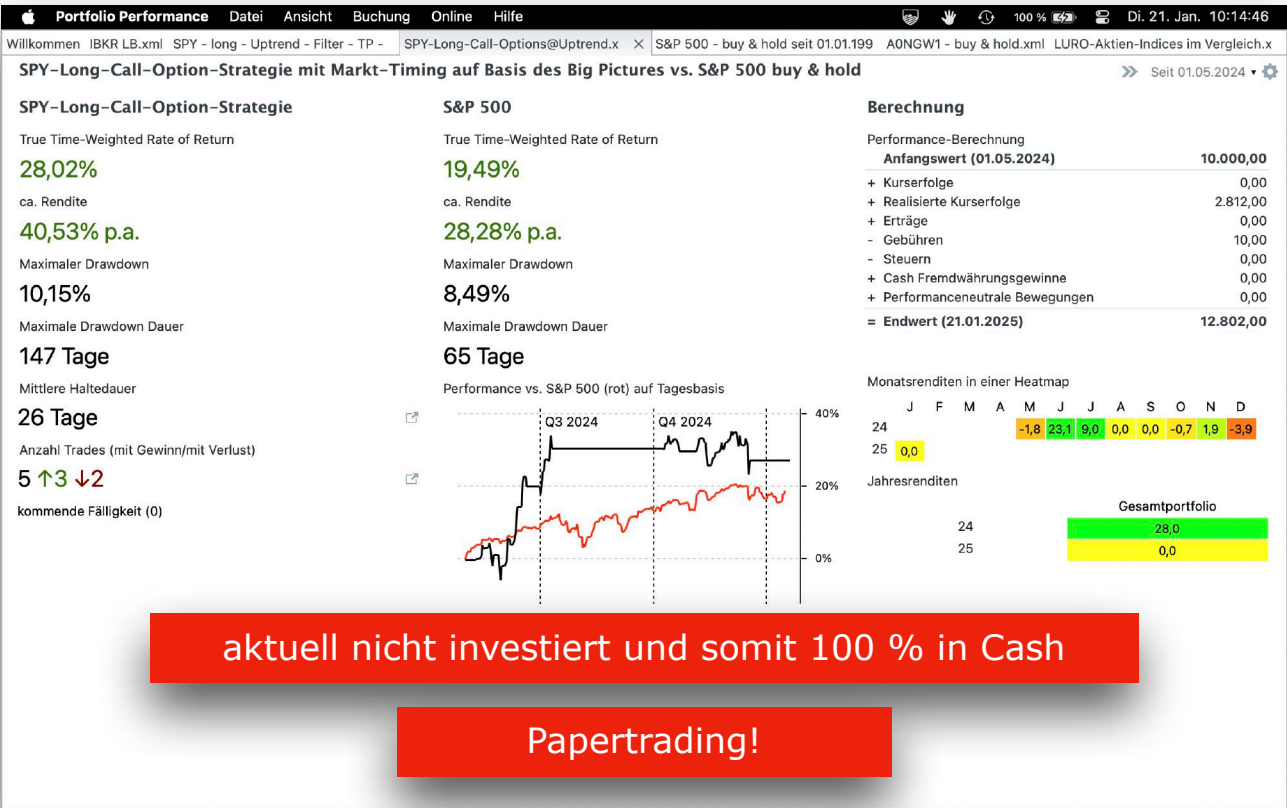 Portfolio Performance Datei Ansicht Buchung Online Hilfe 100 % Di. 21. Jan. 10:14:46
Willkommen IBKR LB.xml SPY - long - Uptrend - Filter - TP - SPY-Long-Call-Options@Uptrend.x × S&P 500 - buy & hold seit 01.01.199 A0NGW1 - buy & hold.xml LURO-Aktien-Indices im Vergleich.x
SPY-Long-Call-Option-Strategie mit Markt-Timing auf Basis des Big Pictures vs. S&P 500 buy & hold
Seit 01.05.2024
SPY-Long-Call-Option-Strategie
True Time-Weighted Rate of Return
28,02%
ca. Rendite
40,53% p.a.
Maximaler Drawdown
10,15%
Maximale Drawdown Dauer
147 Tage
Mittlere Haltedauer
26 Tage
Anzahl Trades (mit Gewinn/mit Verlust)
5 ↑3 ↓2
kommende Fälligkeit (0)
S&P 500
True Time-Weighted Rate of Return
19,49%
ca. Rendite
28,28% p.a.
Maximaler Drawdown
8,49%
Maximale Drawdown Dauer
65 Tage
Performance vs. S&P 500 (rot) auf Tagesbasis
Q3 2024 Q4 2024
40%
20%
0%
Berechnung
Performance-Berechnung
Anfangswert (01.05.2024) 10.000,00
+ Kurserfolge 0,00
+ Realisierte Kurserfolge 2.812,00
+ Erträge 0,00
- Gebühren 10,00
- Steuern 0,00
+ Cash Fremdwährungsgewinne 0,00
+ Performanceneutrale Bewegungen 0,00
= Endwert (21.01.2025) 12.802,00
Monatsrenditen in einer Heatmap
J F M A M J J A S O N D
24 -1,8 23,1 9,0 0,0 0,0 -0,7 1,9 -3,9
25 0,0
Jahresrenditen
Gesamtportfolio
24 28,0
25 0,0
aktuell nicht investiert und somit 100 % in Cash
Papertrading!